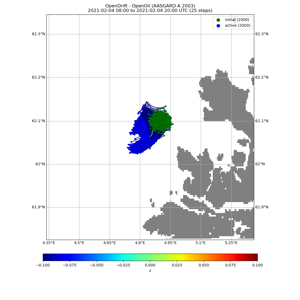 OpenDrift - OpenOil (AASGARD A 2003)
2021-02-04 08:00 to 2021-02-04 20:00 UTC (25 steps)
initial (2000)
active (2000)
62.3°N 62.3°N
62.2°N 62.2°N
62.1°N 62.1°N
62°N 62°N
61.9°N 61.9°N
4.5°E 4.65°E 4.8°E 4.95°E 5.1°E 5.25°E
−0.100 −0.075 −0.050 −0.025 0.000 0.025 0.050 0.075 0.100
z